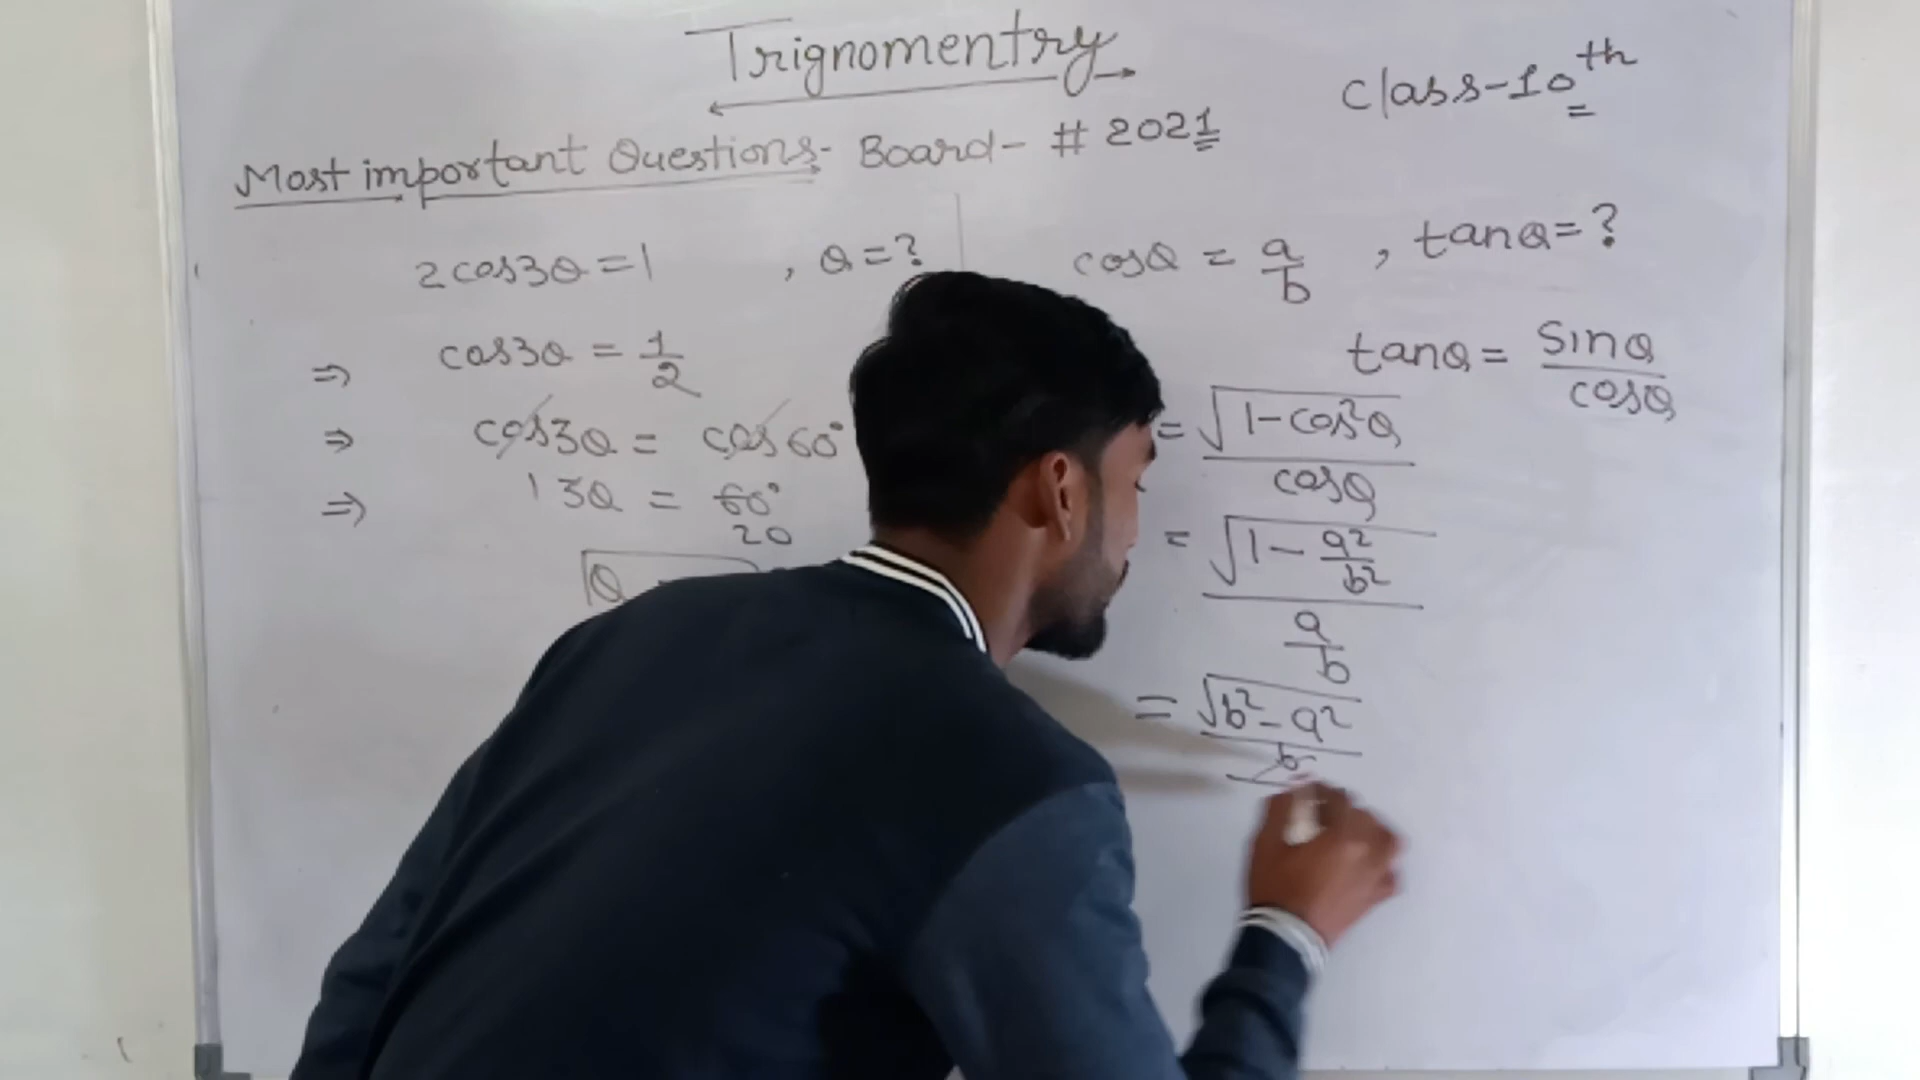 Trignomentry
Class-10th
Most important Questions- Board- # 2021
2cos3θ=1 , θ=?
⇒ cos3θ = 1/2
⇒ cos3θ = cos60°
⇒ 13θ = 60°
20
θ
cosθ = a/b , tanθ=?
tanθ = sinθ/cosθ
= √1-cos²θ/cosθ
= √1-a²/b²
a/b
= √b²-a²
b